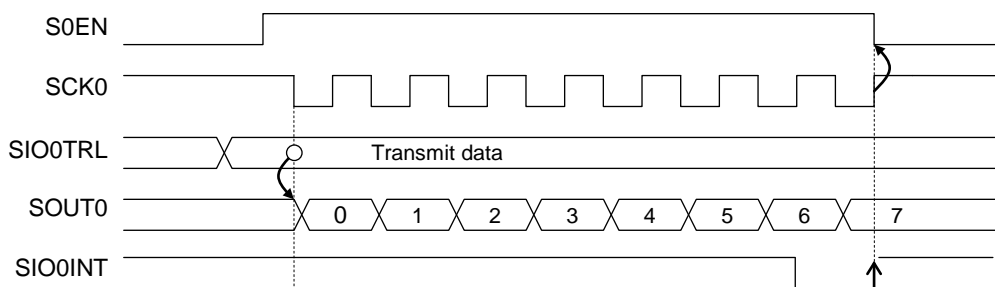 S0EN
SCK0
SIO0TRL
Transmit data
SOUT0
0 1 2 3 4 5 6 7
SIO0INT